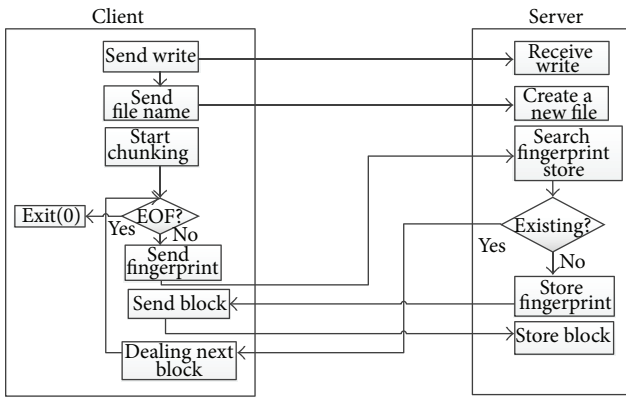 Client
Server
Send write
Receive
write
Send
file name
Create a
new file
Start
chunking
Search
fingerprint
store
Exit(0)
EOF?
Yes
No
Existing?
Yes
No
Send
fingerprint
Store
fingerprint
Send block
Store block
Dealing next
block